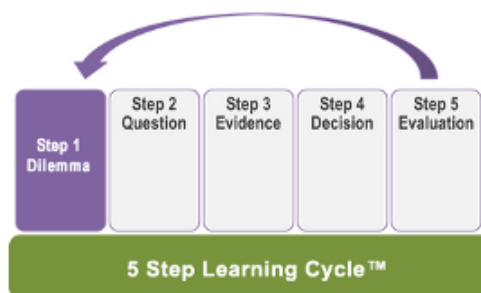 Step 1
Dilemma
Step 2
Question
Step 3
Evidence
Step 4
Decision
Step 5
Evaluation
5 Step Learning Cycle™